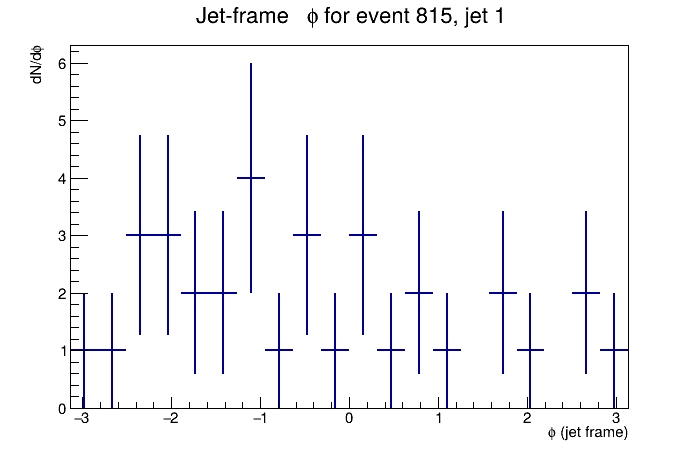 Jet-frame ϕ for event 815, jet 1
dN/dϕ
6
5
4
3
2
1
0
−3 −2 −1 0 1 2 3
ϕ (jet frame)